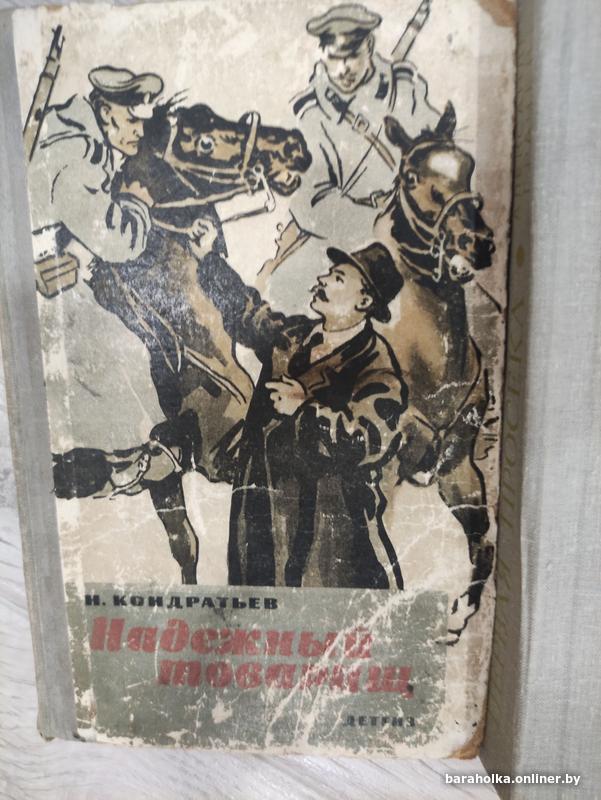 Н. КОНДРАТЬЕВ
Надежный
товарищ
ДЕТГИЗ
baraholka.onliner.by